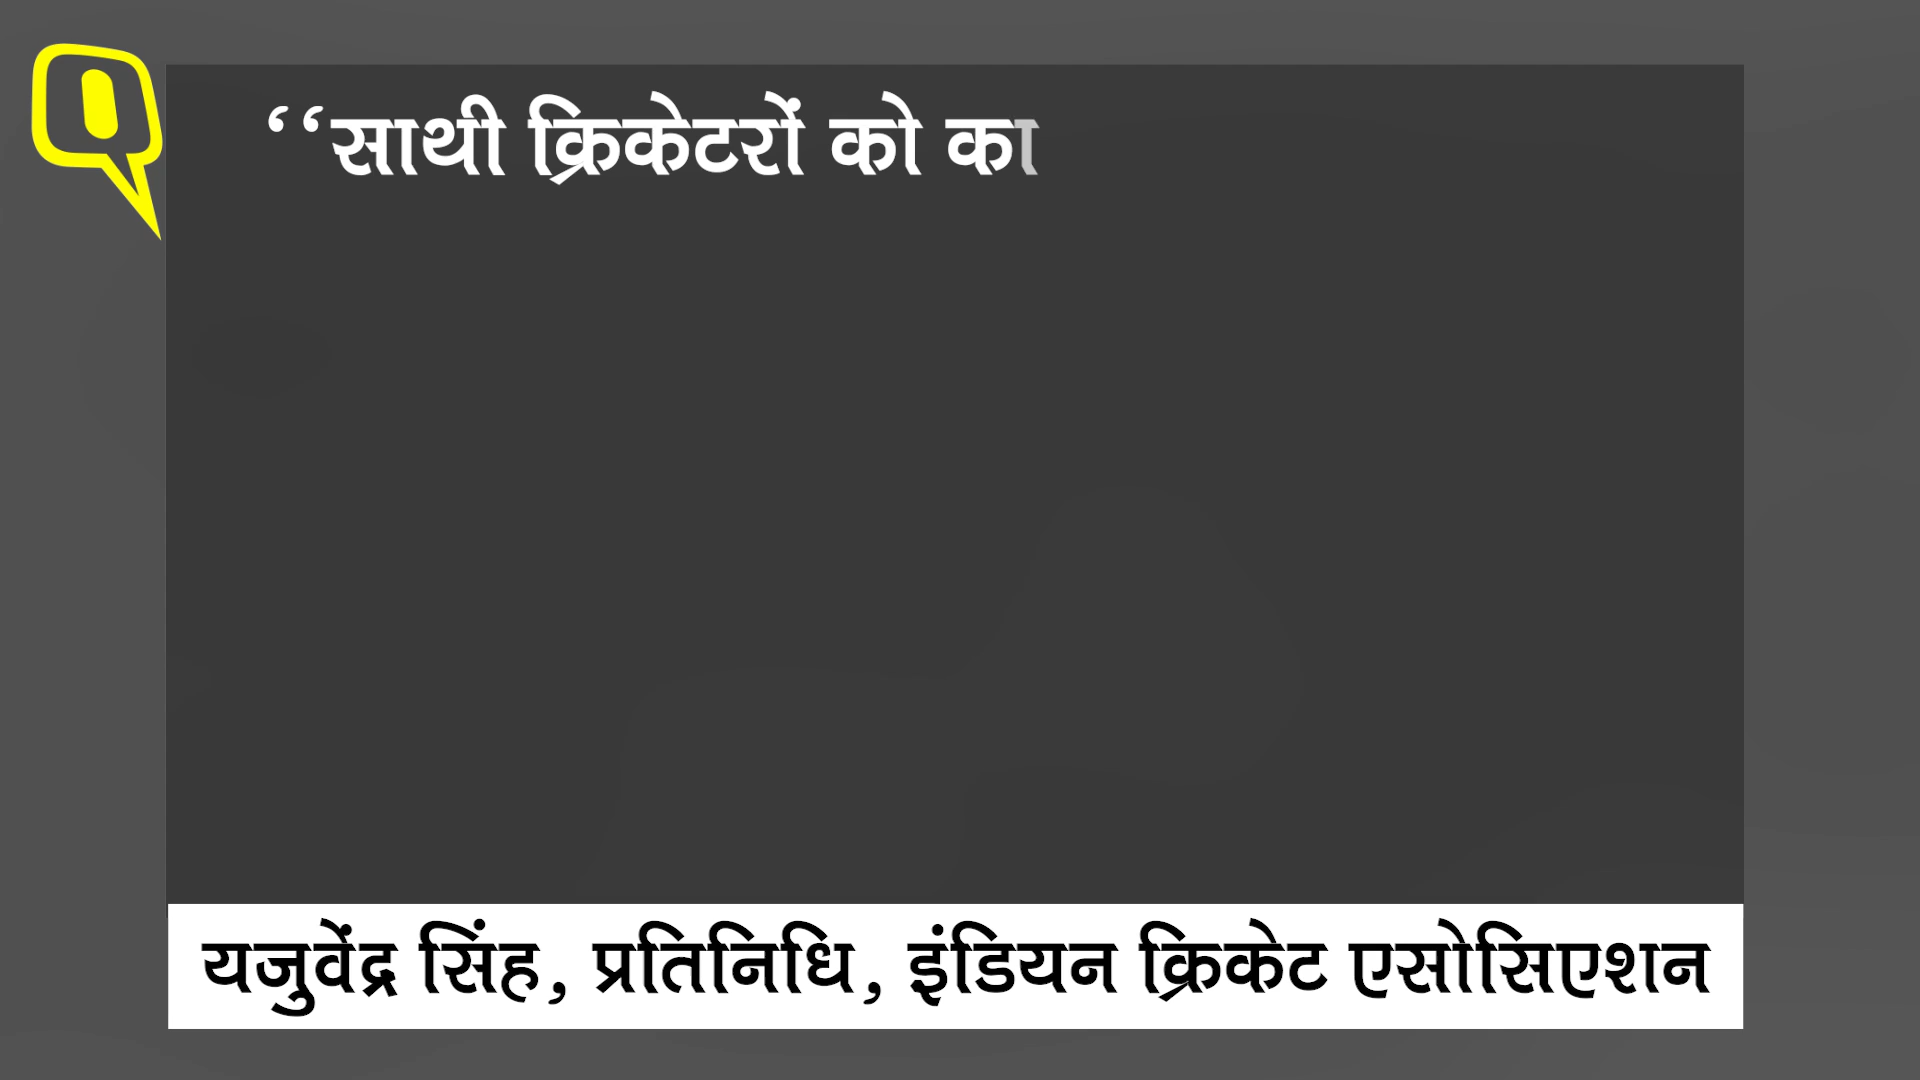 ‘‘साथी क्रिकेटरों को का
यजुर्वेंद्र सिंह, प्रतिनिधि, इंडियन क्रिकेट एसोसिएशन